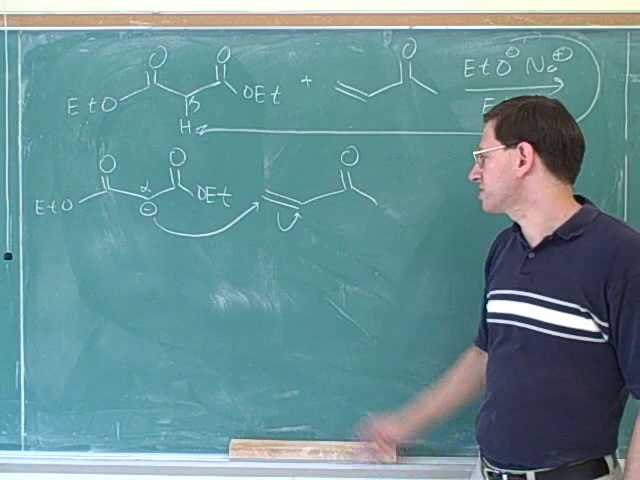 O O O
EtO OEt + EtO⊖ Na⊕
H E
O O O
EtO α ⊖ OEt